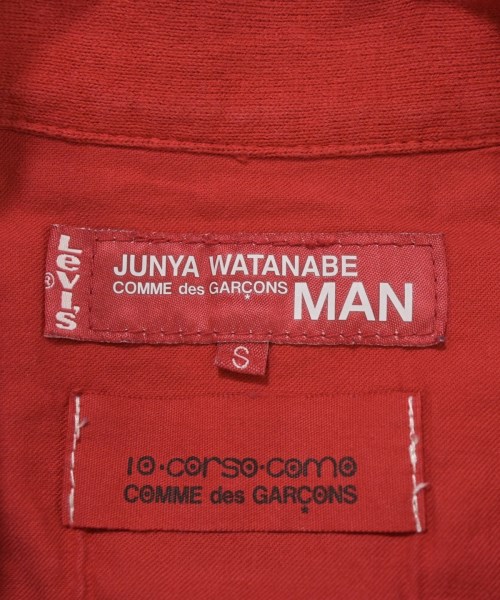 Levi's
®
JUNYA WATANABE
COMME des GARÇONS MAN
S
10·corso·como
COMME des GARÇONS